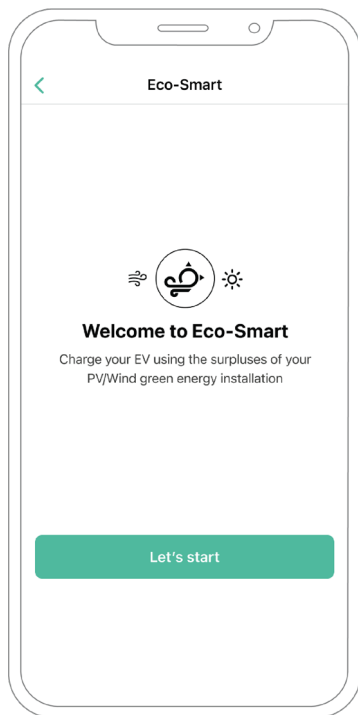 Eco-Smart
Welcome to Eco-Smart
Charge your EV using the surpluses of your
PV/Wind green energy installation
Let's start